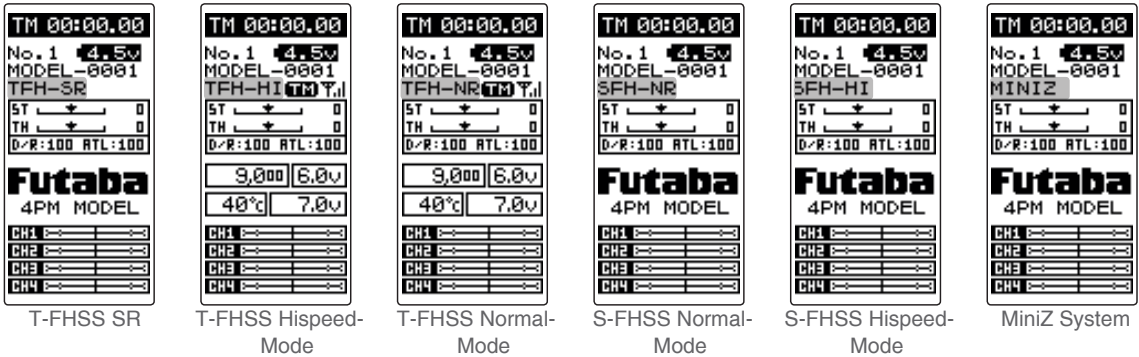 TM 00:00.00
No.1 4.5v
MODEL-0001
TFH-SR
ST 0
TH 0
D/R:100 ATL:100
Futaba
4PM MODEL
CH1
CH2
CH3
CH4
T-FHSS SR
TM 00:00.00
No.1 4.5v
MODEL-0001
TFH-HI TM
ST 0
TH 0
D/R:100 ATL:100
9,000 6.0v
40℃ 7.0v
CH1
CH2
CH3
CH4
T-FHSS Hispeed-
Mode
TM 00:00.00
No.1 4.5v
MODEL-0001
TFH-NR TM
ST 0
TH 0
D/R:100 ATL:100
9,000 6.0v
40℃ 7.0v
CH1
CH2
CH3
CH4
T-FHSS Normal-
Mode
TM 00:00.00
No.1 4.5v
MODEL-0001
SFH-NR
ST 0
TH 0
D/R:100 ATL:100
Futaba
4PM MODEL
CH1
CH2
CH3
CH4
S-FHSS Normal-
Mode
TM 00:00.00
No.1 4.5v
MODEL-0001
SFH-HI
ST 0
TH 0
D/R:100 ATL:100
Futaba
4PM MODEL
CH1
CH2
CH3
CH4
S-FHSS Hispeed-
Mode
TM 00:00.00
No.1 4.5v
MODEL-0001
MINIZ
ST 0
TH 0
D/R:100 ATL:100
Futaba
4PM MODEL
CH1
CH2
CH3
CH4
MiniZ System